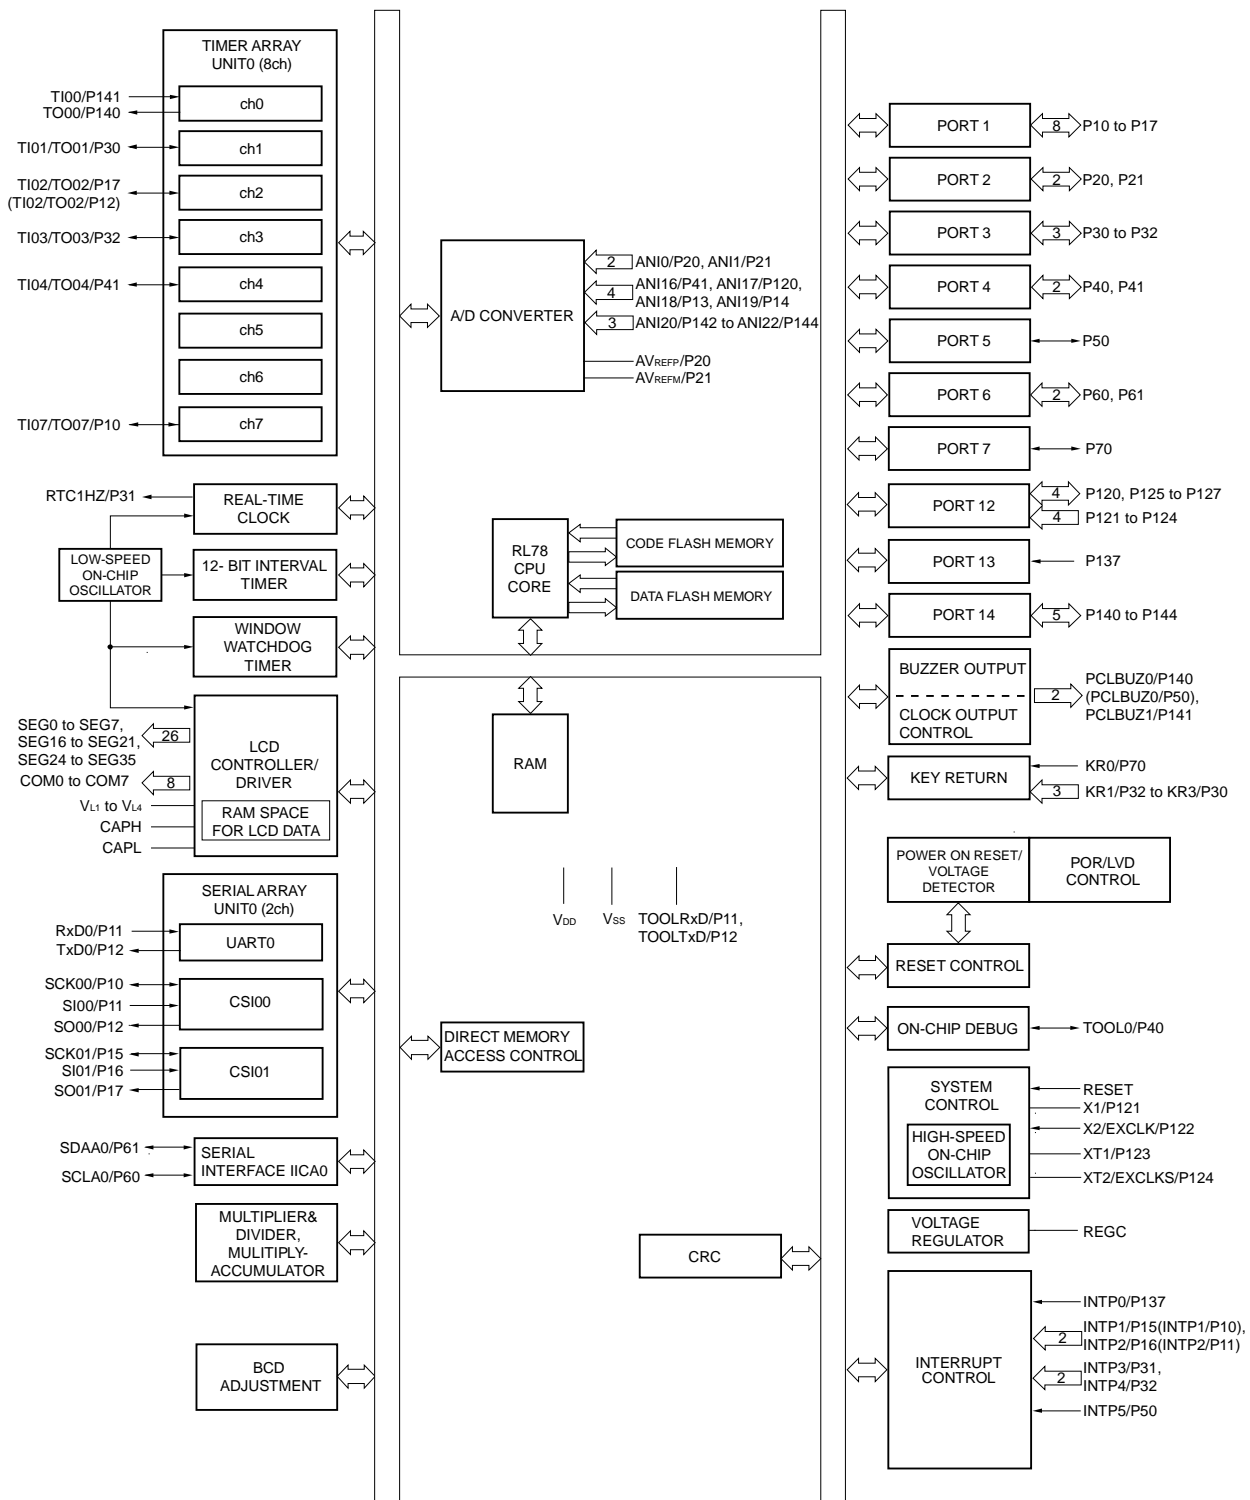 TIMER ARRAY
UNIT0 (8ch)
TI00/P141
TO00/P140
ch0
TI01/TO01/P30
ch1
TI02/TO02/P17
(TI02/TO02/P12)
ch2
TI03/TO03/P32
ch3
TI04/TO04/P41
ch4
ch5
ch6
TI07/TO07/P10
ch7
RTC1HZ/P31
REAL-TIME
CLOCK
LOW-SPEED
ON-CHIP
OSCILLATOR
12- BIT INTERVAL
TIMER
WINDOW
WATCHDOG
TIMER
SEG0 to SEG7,
SEG16 to SEG21,
SEG24 to SEG35
26
COM0 to COM7
8
VL1 to VL4
CAPH
CAPL
LCD
CONTROLLER/
DRIVER
RAM SPACE
FOR LCD DATA
SERIAL ARRAY
UNIT0 (2ch)
RxD0/P11
TxD0/P12
UART0
SCK00/P10
SI00/P11
SO00/P12
CSI00
SCK01/P15
SI01/P16
SO01/P17
CSI01
SDAA0/P61
SCLA0/P60
SERIAL
INTERFACE IICA0
MULTIPLIER&
DIVIDER,
MULITIPLY-
ACCUMULATOR
BCD
ADJUSTMENT
A/D CONVERTER
2
ANI0/P20, ANI1/P21
4
ANI16/P41, ANI17/P120,
ANI18/P13, ANI19/P14
3
ANI20/P142 to ANI22/P144
AVREFP/P20
AVREFM/P21
RL78
CPU
CORE
CODE FLASH MEMORY
DATA FLASH MEMORY
RAM
VDD
VSS
TOOLRxD/P11,
TOOLTxD/P12
DIRECT MEMORY
ACCESS CONTROL
CRC
PORT 1
8
P10 to P17
PORT 2
2
P20, P21
PORT 3
3
P30 to P32
PORT 4
2
P40, P41
PORT 5
P50
PORT 6
2
P60, P61
PORT 7
P70
PORT 12
4
P120, P125 to P127
4
P121 to P124
PORT 13
P137
PORT 14
5
P140 to P144
BUZZER OUTPUT
CLOCK OUTPUT
CONTROL
2
PCLBUZ0/P140
(PCLBUZ0/P50),
PCLBUZ1/P141
KEY RETURN
KR0/P70
3
KR1/P32 to KR3/P30
POWER ON RESET/
VOLTAGE
DETECTOR
POR/LVD
CONTROL
RESET CONTROL
ON-CHIP DEBUG
TOOL0/P40
SYSTEM
CONTROL
HIGH-SPEED
ON-CHIP
OSCILLATOR
RESET
X1/P121
X2/EXCLK/P122
XT1/P123
XT2/EXCLKS/P124
VOLTAGE
REGULATOR
REGC
INTERRUPT
CONTROL
INTP0/P137
2
INTP1/P15(INTP1/P10),
INTP2/P16(INTP2/P11)
2
INTP3/P31,
INTP4/P32
INTP5/P50